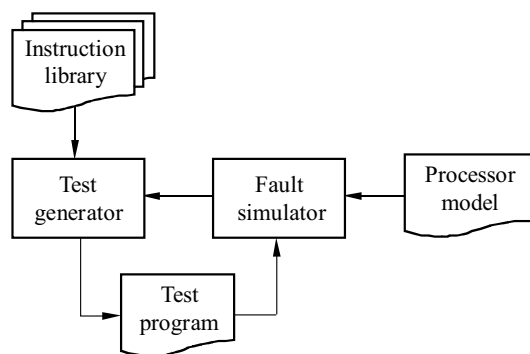 Instruction
library
Test
generator
Fault
simulator
Processor
model
Test
program